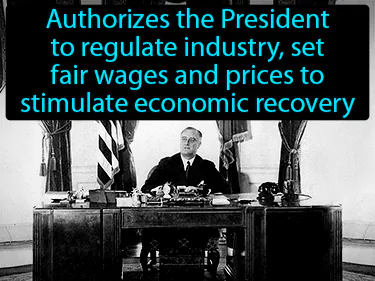 Authorizes the President
to regulate industry, set
fair wages and prices to
stimulate economic recovery